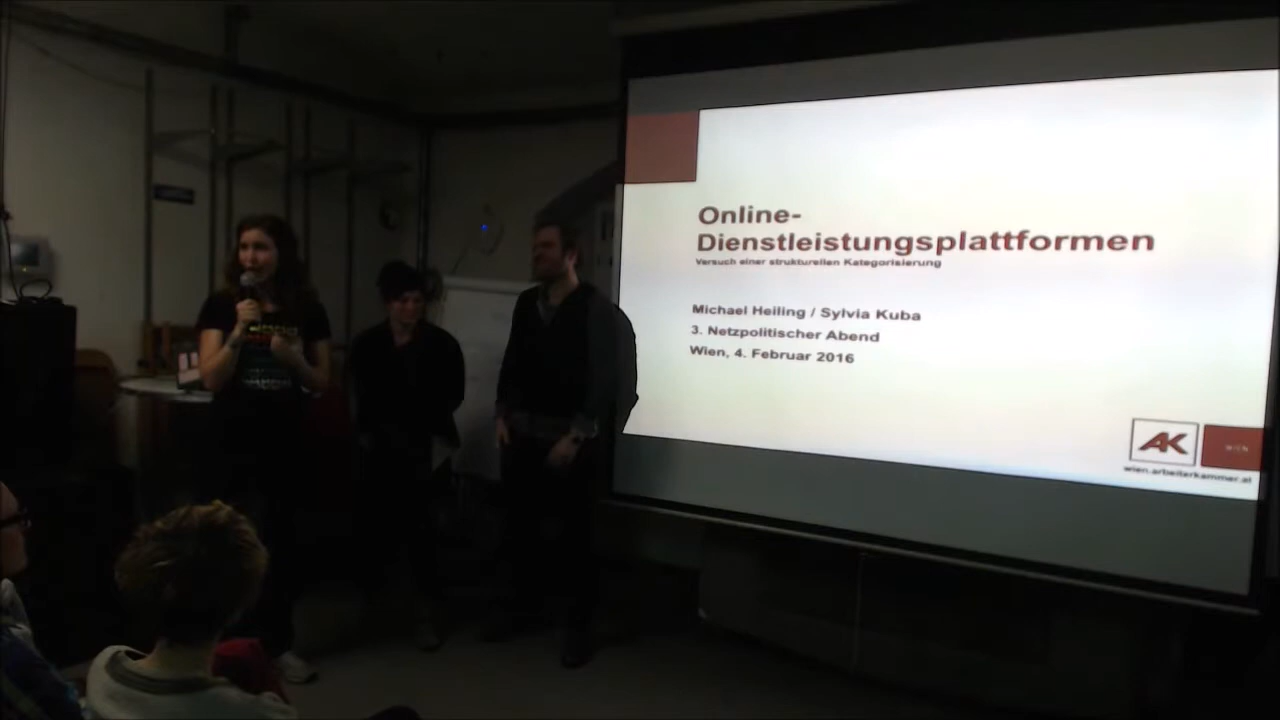 Online-
Dienstleistungsplattformen
Versuch einer strukturellen Kategorisierung
Michael Heiling / Sylvia Kuba
3. Netzpolitischer Abend
Wien, 4. Februar 2016
AK
WIEN
wien.arbeiterkammer.at